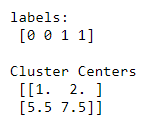 labels:
[0 0 1 1]
Cluster Centers
[[1. 2. ]
[5.5 7.5]]